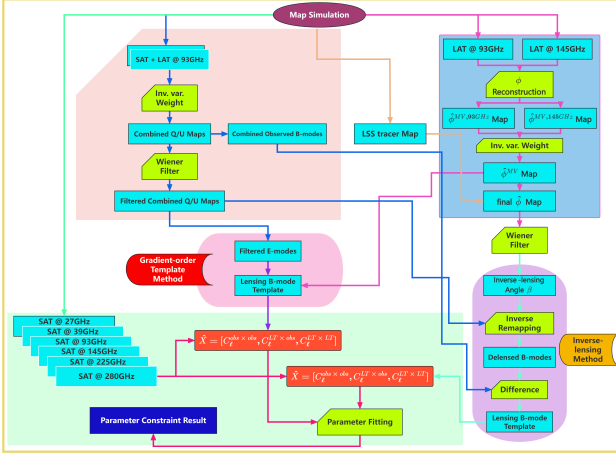 Map Simulation
SAT + LAT @ 93GHz
Inv. var.
Weight
Combined Q/U Maps
Combined Observed B-modes
Wiener
Filter
Filtered Combined Q/U Maps
LSS tracer Map
LAT @ 93GHz
LAT @ 145GHz
ϕ
Reconstruction
ϕ̂^{MV,93GHz} Map
ϕ̂^{MV,145GHz} Map
Inv. var. Weight
ϕ̂^{MV} Map
final ϕ̂ Map
Wiener
Filter
Filtered E-modes
Lensing B-mode
Template
Gradient-order
Template
Method
Inverse -lensing
Angle β
Inverse
Remapping
Delensed B-modes
Difference
Lensing B-mode
Template
Inverse-
lensing
Method
SAT @ 27GHz
SAT @ 39GHz
SAT @ 93GHz
SAT @ 145GHz
SAT @ 225GHz
SAT @ 280GHz
X̂ = [C_ℓ^{obs×obs}, C_ℓ^{LT×obs}, C_ℓ^{LT×LT}]
X̂ = [C_ℓ^{obs×obs}, C_ℓ^{LT×obs}, C_ℓ^{LT×LT}]
Parameter Constraint Result
Parameter Fitting